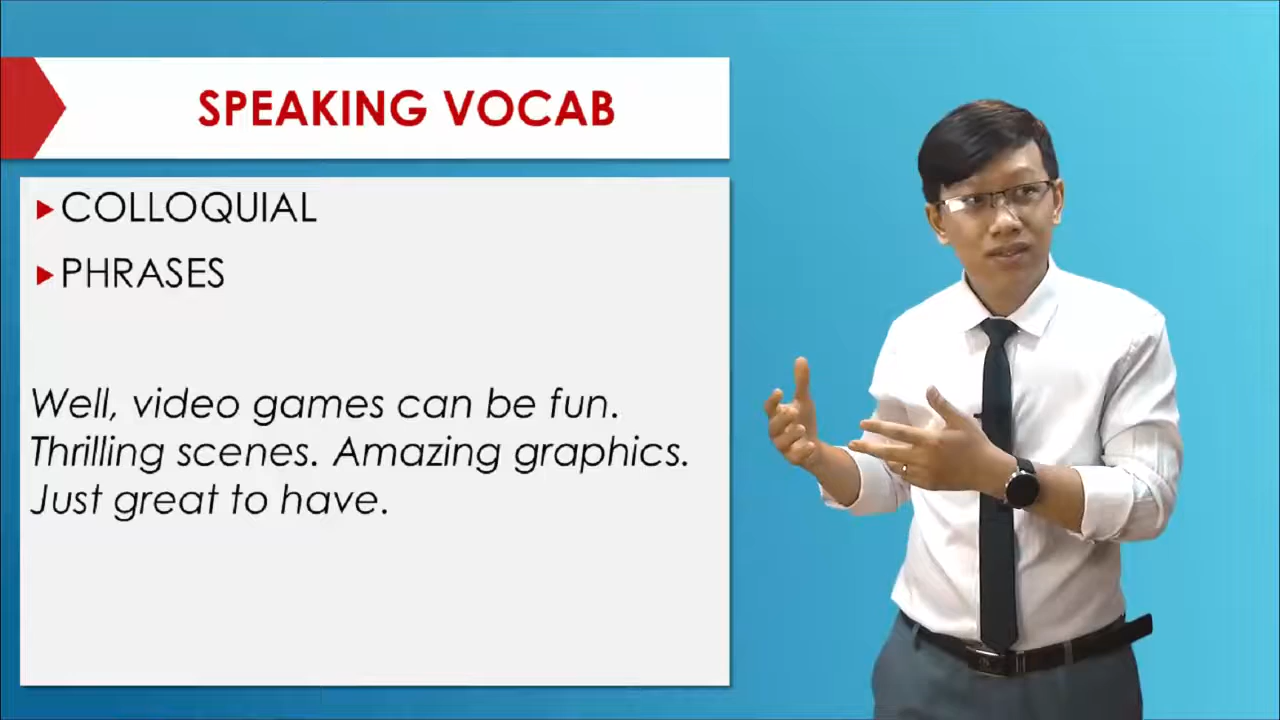 SPEAKING VOCAB
COLLOQUIAL
PHRASES
Well, video games can be fun.
Thrilling scenes. Amazing graphics.
Just great to have.